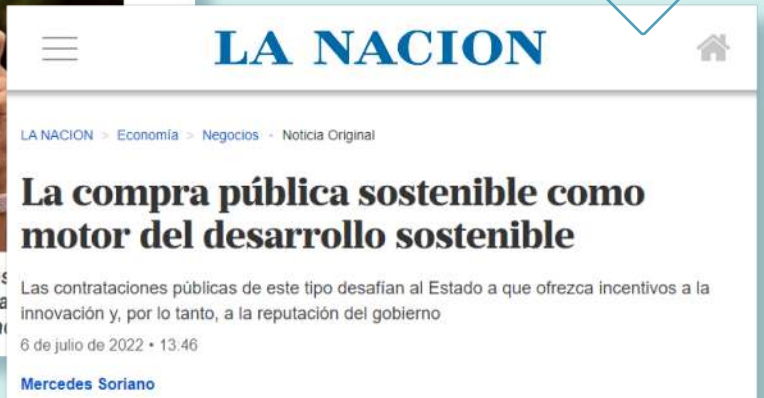 LA NACION
LA NACION > Economía > Negocios - Noticia Original
La compra pública sostenible como
motor del desarrollo sostenible
Las contrataciones públicas de este tipo desafían al Estado a que ofrezca incentivos a la
innovación y, por lo tanto, a la reputación del gobierno
6 de julio de 2022 • 13.46
Mercedes Soriano